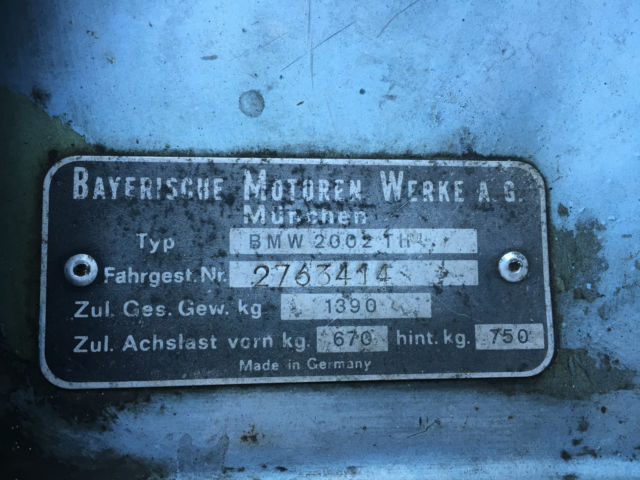 BAYERISCHE MOTOREN WERKE A.G.
München
Typ BMW 2002 TII
Fahrgest. Nr. 2763414
Zul. Ges. Gew. kg 1390
Zul. Achslast vorn kg. 670 hint. kg. 750
Made in Germany